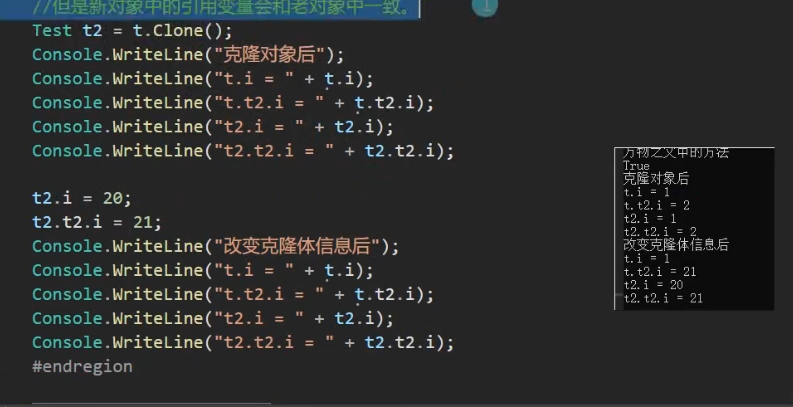 //但是新对象中的引用变量会和老对象中一致。
1
Test t2 = t.Clone();
Console.WriteLine("克隆对象后");
Console.WriteLine("t.i = " + t.i);
Console.WriteLine("t.t2.i = " + t.t2.i);
Console.WriteLine("t2.i = " + t2.i);
Console.WriteLine("t2.t2.i = " + t2.t2.i);
t2.i = 20;
t2.t2.i = 21;
Console.WriteLine("改变克隆体信息后");
Console.WriteLine("t.i = " + t.i);
Console.WriteLine("t.t2.i = " + t.t2.i);
Console.WriteLine("t2.i = " + t2.i);
Console.WriteLine("t2.t2.i = " + t2.t2.i);
#endregion
万物之父中的方法
True
克隆对象后
t.i = 1
t.t2.i = 2
t2.i = 1
t2.t2.i = 2
改变克隆体信息后
t.i = 1
t.t2.i = 21
t2.i = 20
t2.t2.i = 21